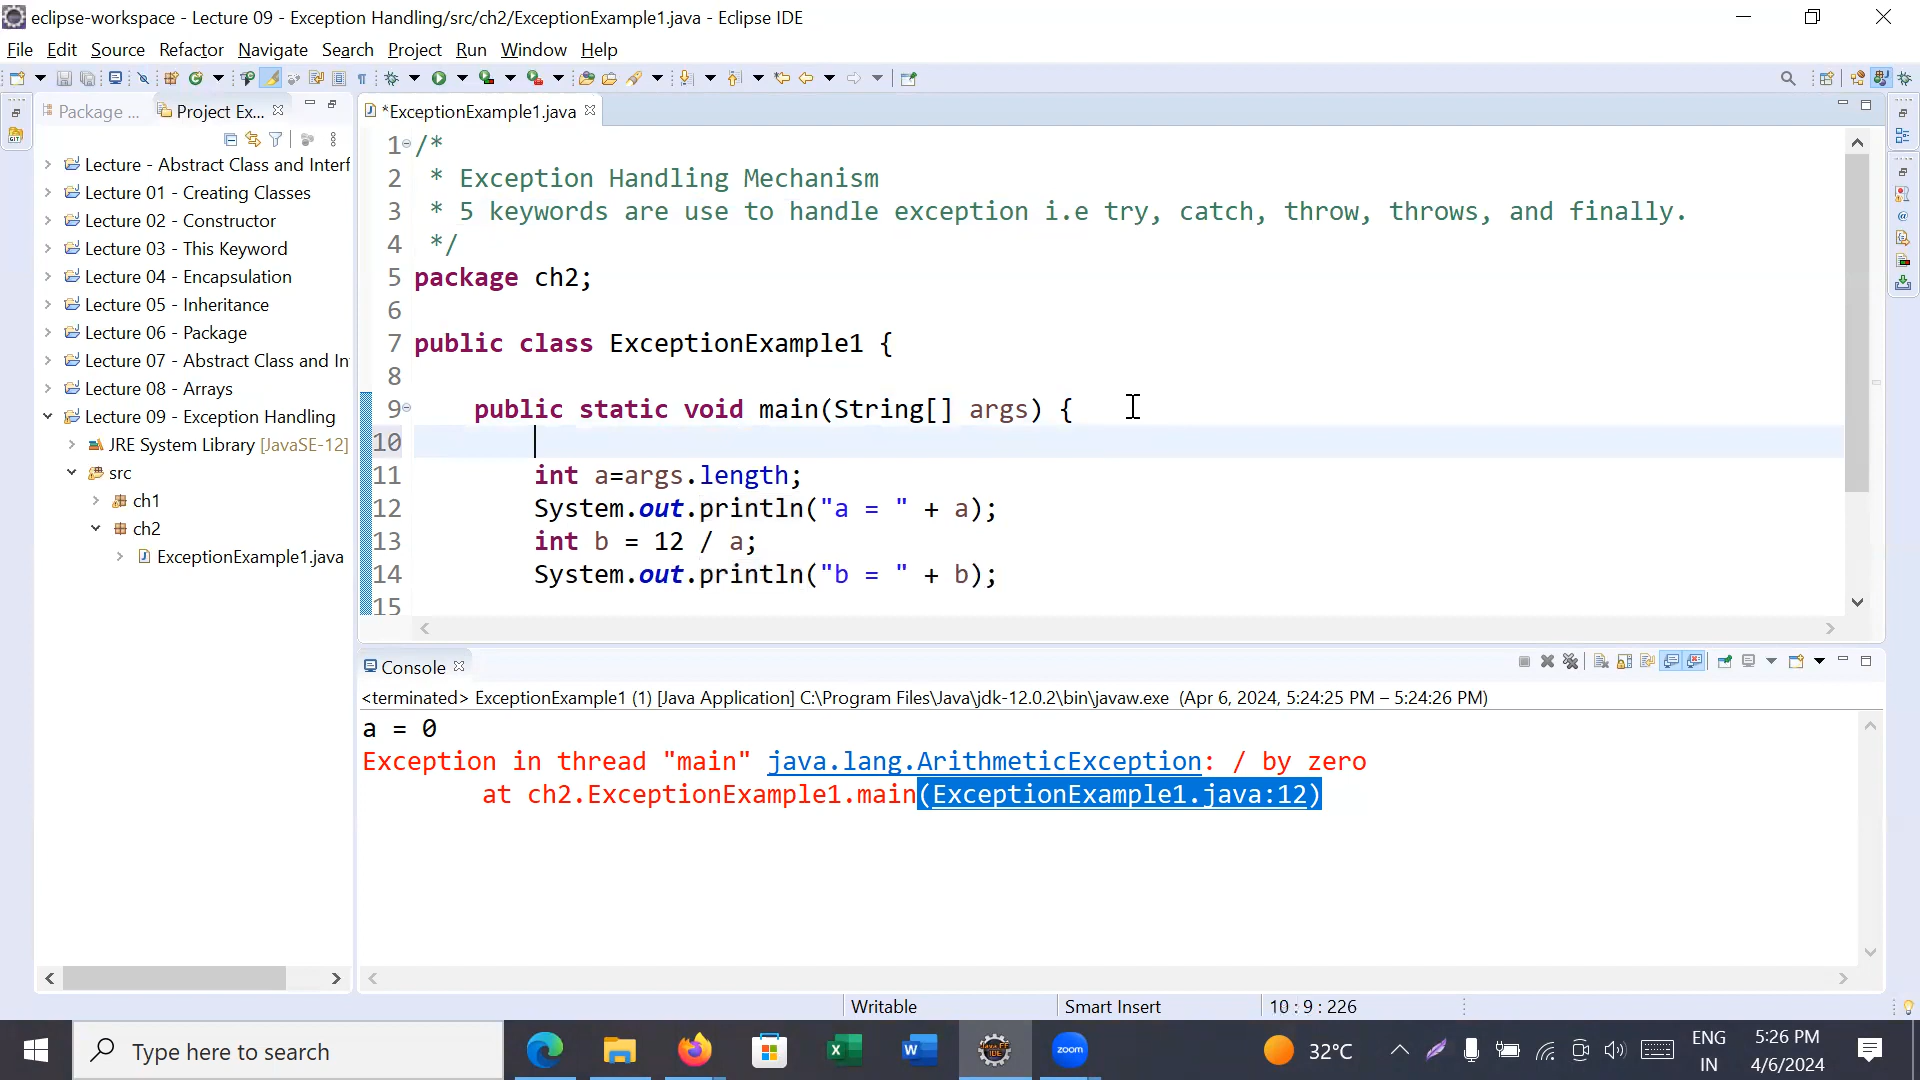 eclipse-workspace - Lecture 09 - Exception Handling/src/ch2/ExceptionExample1.java - Eclipse IDE
File Edit Source Refactor Navigate Search Project Run Window Help
Package ... Project Ex...
*ExceptionExample1.java
Lecture - Abstract Class and Interf
Lecture 01 - Creating Classes
Lecture 02 - Constructor
Lecture 03 - This Keyword
Lecture 04 - Encapsulation
Lecture 05 - Inheritance
Lecture 06 - Package
Lecture 07 - Abstract Class and In
Lecture 08 - Arrays
Lecture 09 - Exception Handling
JRE System Library [JavaSE-12]
src
ch1
ch2
ExceptionExample1.java
1 /*
2 * Exception Handling Mechanism
3 * 5 keywords are use to handle exception i.e try, catch, throw, throws, and finally.
4 */
5 package ch2;
6
7 public class ExceptionExample1 {
8
9 public static void main(String[] args) {
10
11 int a=args.length;
12 System.out.println("a = " + a);
13 int b = 12 / a;
14 System.out.println("b = " + b);
15
Console
<terminated> ExceptionExample1 (1) [Java Application] C:\Program Files\Java\jdk-12.0.2\bin\javaw.exe (Apr 6, 2024, 5:24:25 PM – 5:24:26 PM)
a = 0
Exception in thread "main" java.lang.ArithmeticException: / by zero
at ch2.ExceptionExample1.main(ExceptionExample1.java:12)
Writable
Smart Insert
10 : 9 : 226
Type here to search
zoom
32°C
ENG
IN
5:26 PM
4/6/2024